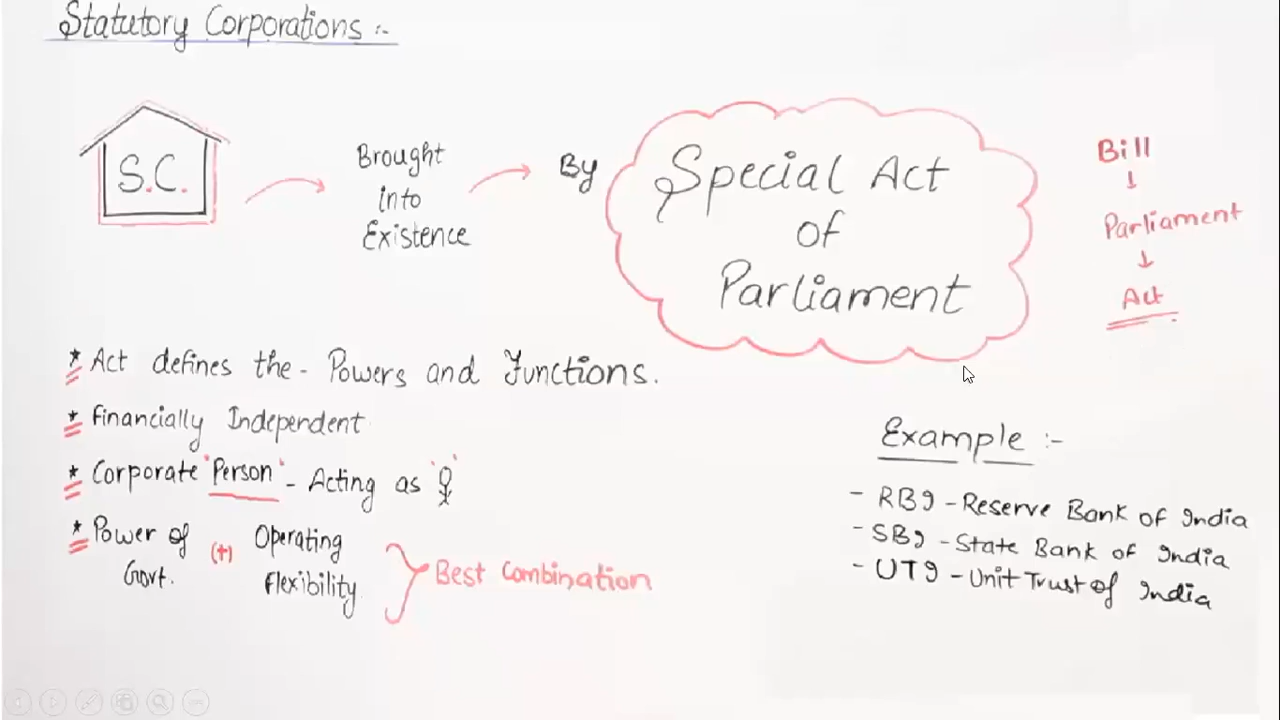 Statutory Corporations :-
S.C.
Brought
into
Existence
By
Special Act
of
Parliament
Bill
↓
Parliament
↓
Act
* Act defines the - Powers and Functions.
* Financially Independent
* Corporate "Person" - Acting as " "
* Power of Govt. (+) Operating Flexibility } Best Combination
Example :-
- RBI - Reserve Bank of India
- SBI - State Bank of India
- UTI - Unit Trust of India